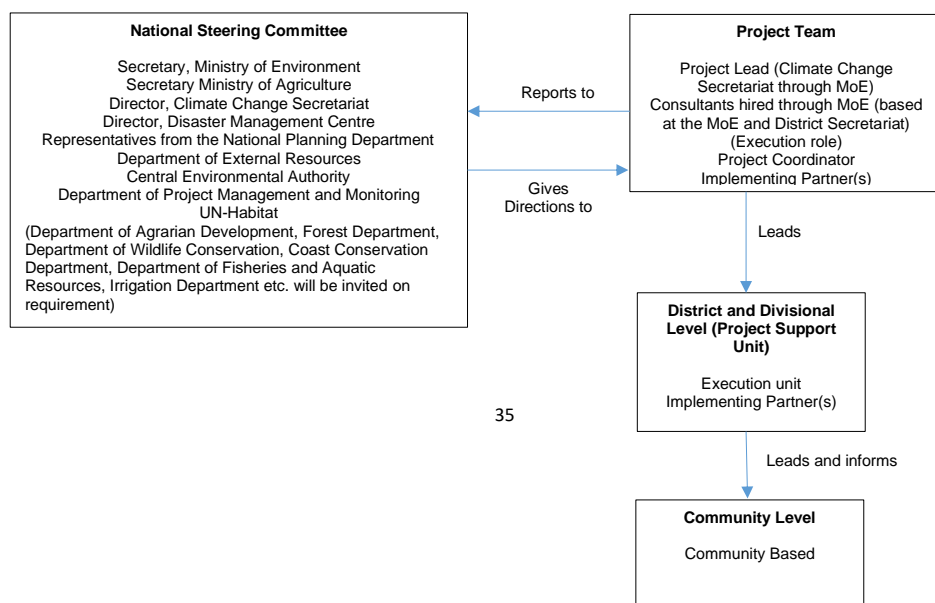 National Steering Committee
Secretary, Ministry of Environment
Secretary Ministry of Agriculture
Director, Climate Change Secretariat
Director, Disaster Management Centre
Representatives from the National Planning Department
Department of External Resources
Central Environmental Authority
Department of Project Management and Monitoring
UN-Habitat
(Department of Agrarian Development, Forest Department,
Department of Wildlife Conservation, Coast Conservation
Department, Department of Fisheries and Aquatic
Resources, Irrigation Department etc. will be invited on
requirement)
Reports to
Gives
Directions to
Project Team
Project Lead (Climate Change
Secretariat through MoE)
Consultants hired through MoE (based
at the MoE and District Secretariat)
(Execution role)
Project Coordinator
Implementing Partner(s)
Leads
District and Divisional
Level (Project Support
Unit)
Execution unit
Implementing Partner(s)
35
Leads and informs
Community Level
Community Based